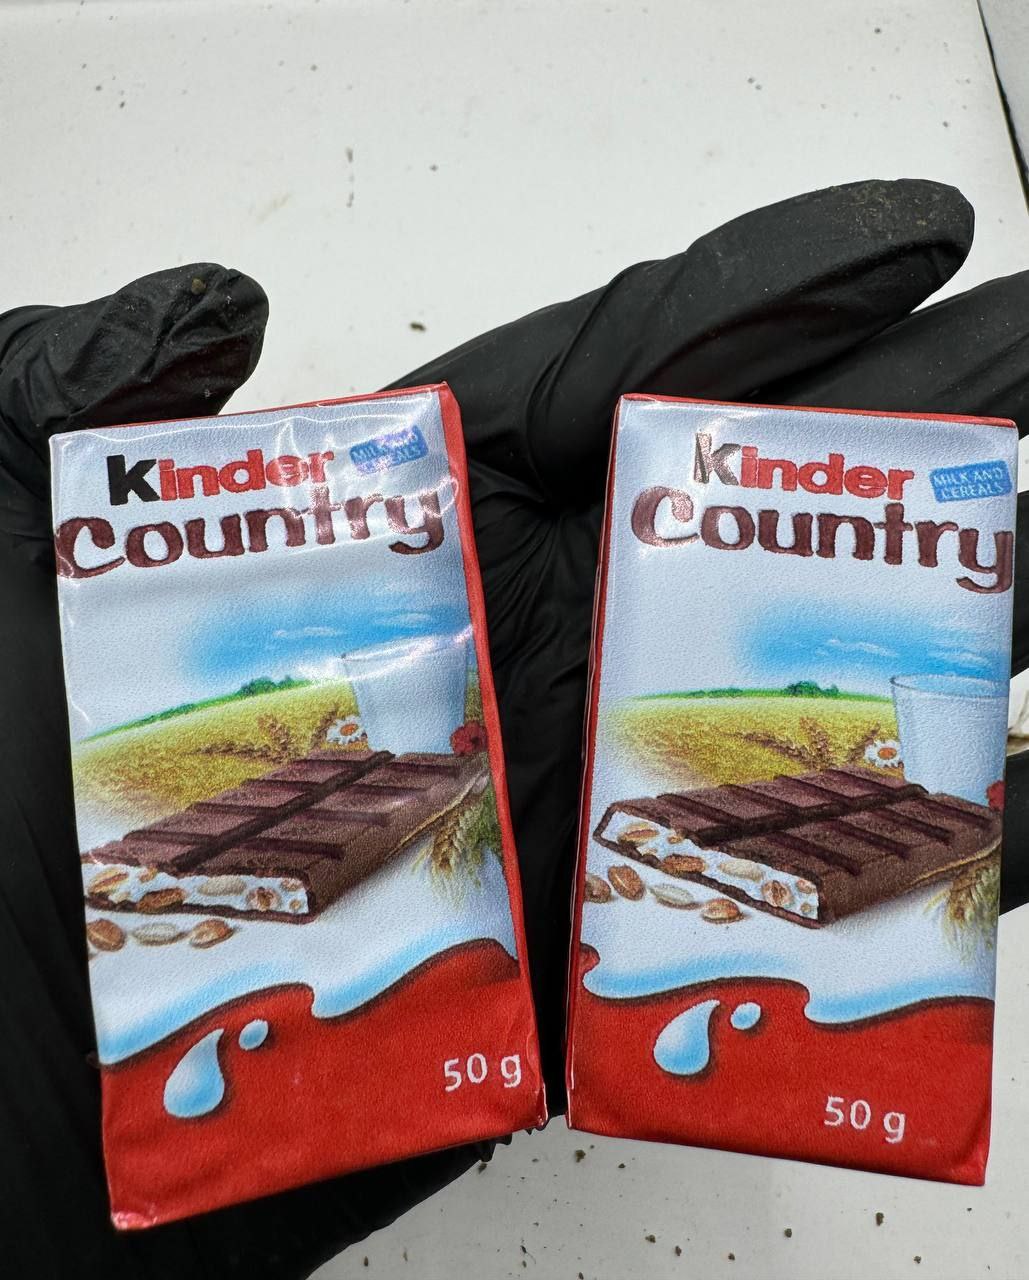 Kinder
MILK AND
CEREALS
Country
50 g
Kinder
MILK AND
CEREALS
Country
50 g